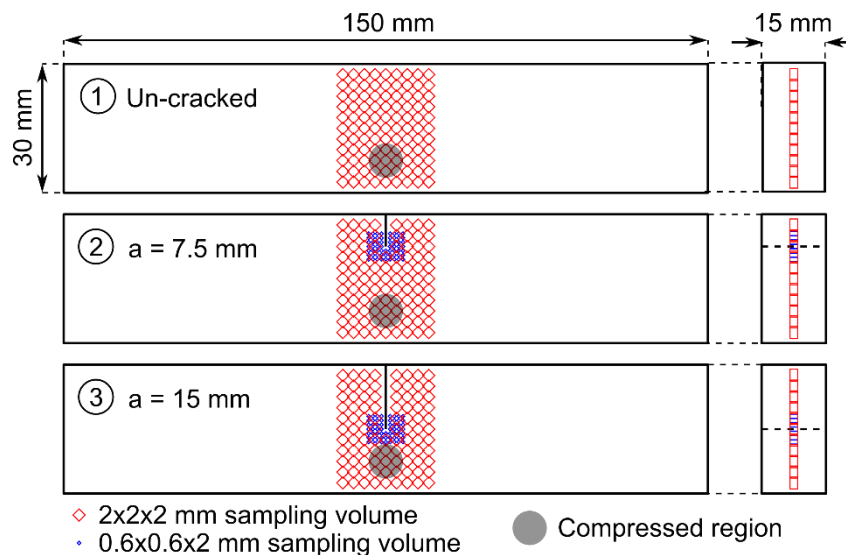 150 mm
15 mm
30 mm
1 Un-cracked
2 a = 7.5 mm
3 a = 15 mm
2x2x2 mm sampling volume
0.6x0.6x2 mm sampling volume
Compressed region